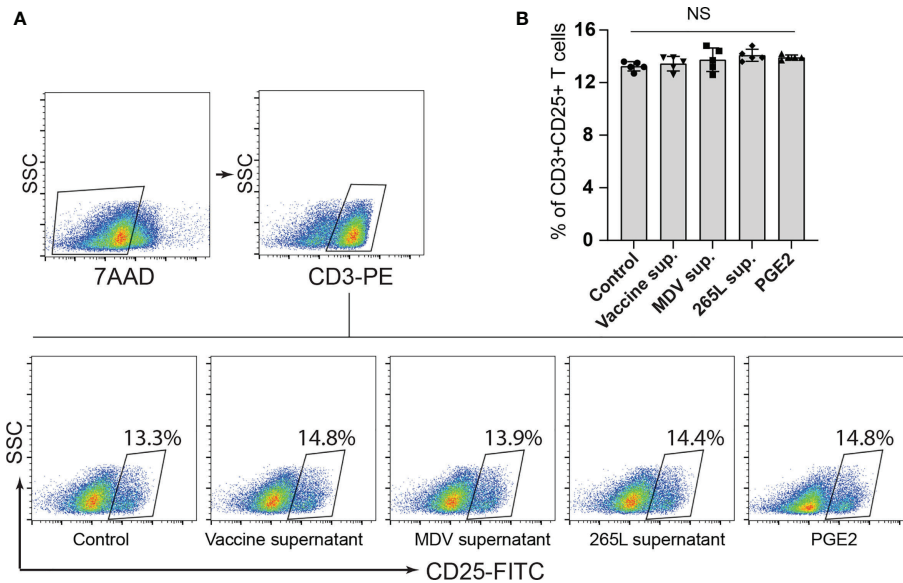 A
SSC
7AAD
SSC
CD3-PE
B
NS
% of CD3+CD25+ T cells
16
12
8
4
0
Control
Vaccine sup.
MDV sup.
265L sup.
PGE2
SSC
13.3%
14.8%
13.9%
14.4%
14.8%
Control
Vaccine supernatant
MDV supernatant
265L supernatant
PGE2
CD25-FITC